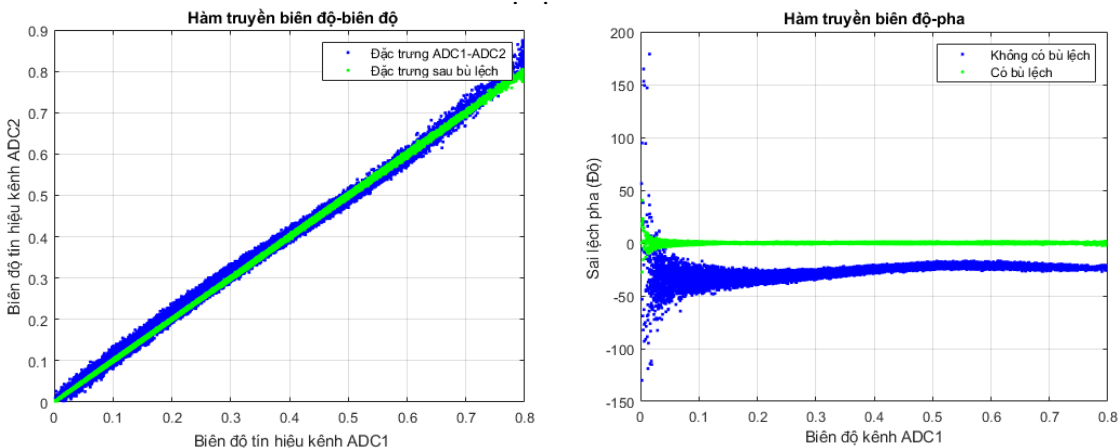 Hàm truyền biên độ-biên độ
0.9
0.8
0.7
0.6
0.5
0.4
0.3
0.2
0.1
0
Biên độ tín hiệu kênh ADC2
Đặc trưng ADC1-ADC2
Đặc trưng sau bù lệch
0 0.1 0.2 0.3 0.4 0.5 0.6 0.7 0.8
Biên độ tín hiệu kênh ADC1
Hàm truyền biên độ-pha
200
150
100
50
0
-50
-100
-150
Sai lệch pha (Độ)
Không có bù lệch
Có bù lệch
0 0.1 0.2 0.3 0.4 0.5 0.6 0.7 0.8
Biên độ kênh ADC1